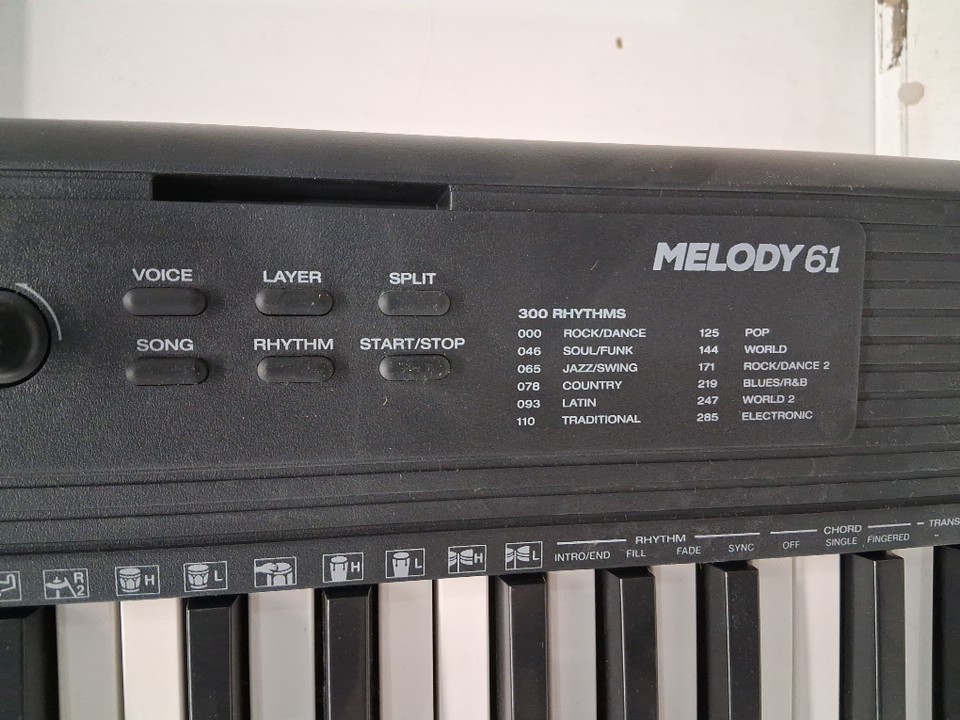 MELODY 61
VOICE LAYER SPLIT
SONG RHYTHM START/STOP
300 RHYTHMS
000 ROCK/DANCE 125 POP
046 SOUL/FUNK 144 WORLD
065 JAZZ/SWING 171 ROCK/DANCE 2
078 COUNTRY 219 BLUES/R&B
093 LATIN 247 WORLD 2
110 TRADITIONAL 285 ELECTRONIC
RHYTHM CHORD TRANS
R 2 H L H L H L INTRO/END FILL FADE SYNC OFF SINGLE FINGERED